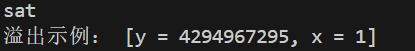 sat
溢出示例： [y = 4294967295, x = 1]